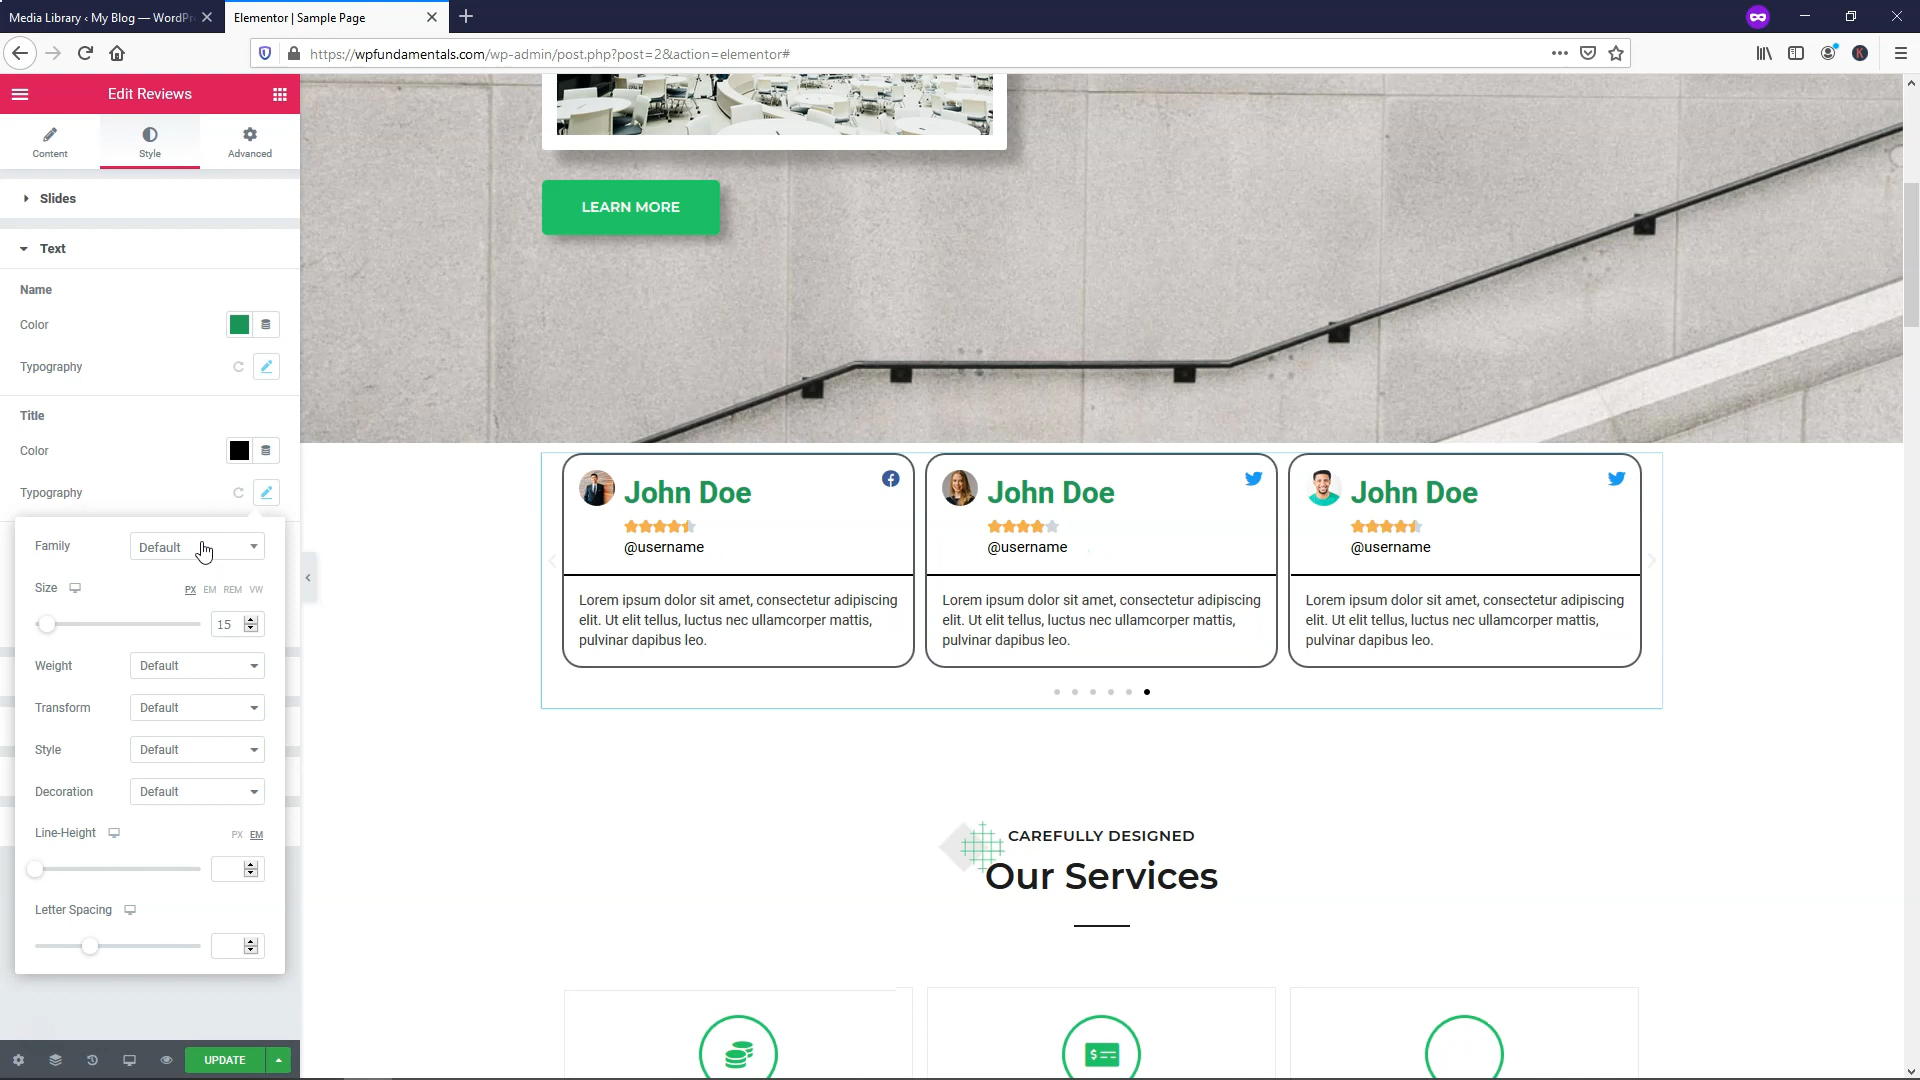 Media Library ‹ My Blog — WordPr
Elementor | Sample Page
https://wpfundamentals.com/wp-admin/post.php?post=2&action=elementor#
K
Edit Reviews
Content
Style
Advanced
Slides
Text
Name
Color
Typography
Title
Color
Typography
Family
Default
Size
PX EM REM VW
15
Weight
Default
Transform
Default
Style
Default
Decoration
Default
Line-Height
PX EM
Letter Spacing
UPDATE
LEARN MORE
John Doe
@username
Lorem ipsum dolor sit amet, consectetur adipiscing
elit. Ut elit tellus, luctus nec ullamcorper mattis,
pulvinar dapibus leo.
John Doe
@username
Lorem ipsum dolor sit amet, consectetur adipiscing
elit. Ut elit tellus, luctus nec ullamcorper mattis,
pulvinar dapibus leo.
John Doe
@username
Lorem ipsum dolor sit amet, consectetur adipiscing
elit. Ut elit tellus, luctus nec ullamcorper mattis,
pulvinar dapibus leo.
CAREFULLY DESIGNED
Our Services